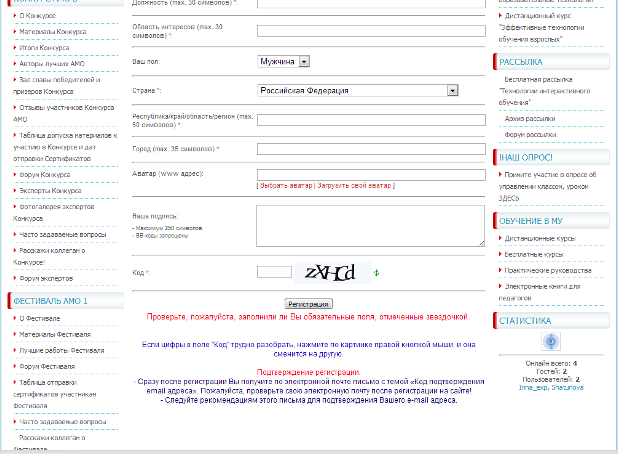 КОНКУРС АМО
О Конкурсе
Материалы Конкурса
Итоги Конкурса
Авторы лучших АМО
Зал славы победителей и
призеров Конкурса
Отзывы участников Конкурса
АМО
Таблица допуска материалов к
участию в Конкурсе и дат
отправки Сертификатов
Форум Конкурса
Эксперты Конкурса
Фотогалерея экспертов
Конкурса
Часто задаваемые вопросы
Расскажи коллегам о
Конкурсе!
Форум экспертов
ФЕСТИВАЛЬ АМО 1
О Фестивале
Материалы Фестиваля
Лучшие работы Фестиваля
Форум Фестиваля
Таблица отправки
сертификатов участникам
Фестиваля
Часто задаваемые вопросы
Расскажи коллегам о
Фестивале
Должность (max. 30 символов) *:
Область интересов (max. 30
символов) *:
Ваш пол:
Мужчина
Страна *:
Российская Федерация
Республика/край/область/регион (max.
50 символов) *:
Город (max. 35 символов) *:
Аватар (www адрес):
[ Выбрать аватар | Загрузить свой аватар ]
Ваша подпись:
- Максимум 250 символов
- BB-коды запрещены
Код *:
zXHCd
Регистрация
Проверьте, пожалуйста, заполнили ли Вы обязательные поля, отмеченные звездочкой.
Если цифры в поле "Код" трудно разобрать, нажмите по картинке правой кнопкой мыши, и она
сменится на другую.
Подтверждение регистрации.
- Сразу после регистрации Вы получите по электронной почте письмо с темой «Код подтверждения
email адреса». Пожалуйста, проверьте свою электронную почту после регистрации на сайте!
- Следуйте рекомендациям этого письма для подтверждения Вашего e-mail адреса.
образовательные технологии
Дистанционный курс
"Эффективные технологии
обучения взрослых"
РАССЫЛКА
Бесплатная рассылка
"Технологии интерактивного
обучения"
Архив рассылки
Форум рассылки
!НАШ ОПРОС!
Примите участие в опросе об
управлении классом, уроком
ЗДЕСЬ
ОБУЧЕНИЕ В МУ
Дистанционные курсы
Бесплатные курсы
Практические руководства
Электронные книги для
педагогов
СТАТИСТИКА
Онлайн всего: 4
Гостей: 2
Пользователей: 2
Irina_exp, Shatunova